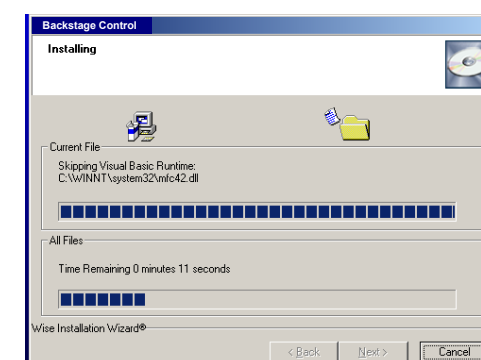 Backstage Control
Installing
Current File
Skipping Visual Basic Runtime:
C:\WINNT\system32\mfc42.dll
All Files
Time Remaining 0 minutes 11 seconds
Wise Installation Wizard®
< Back Next > Cancel